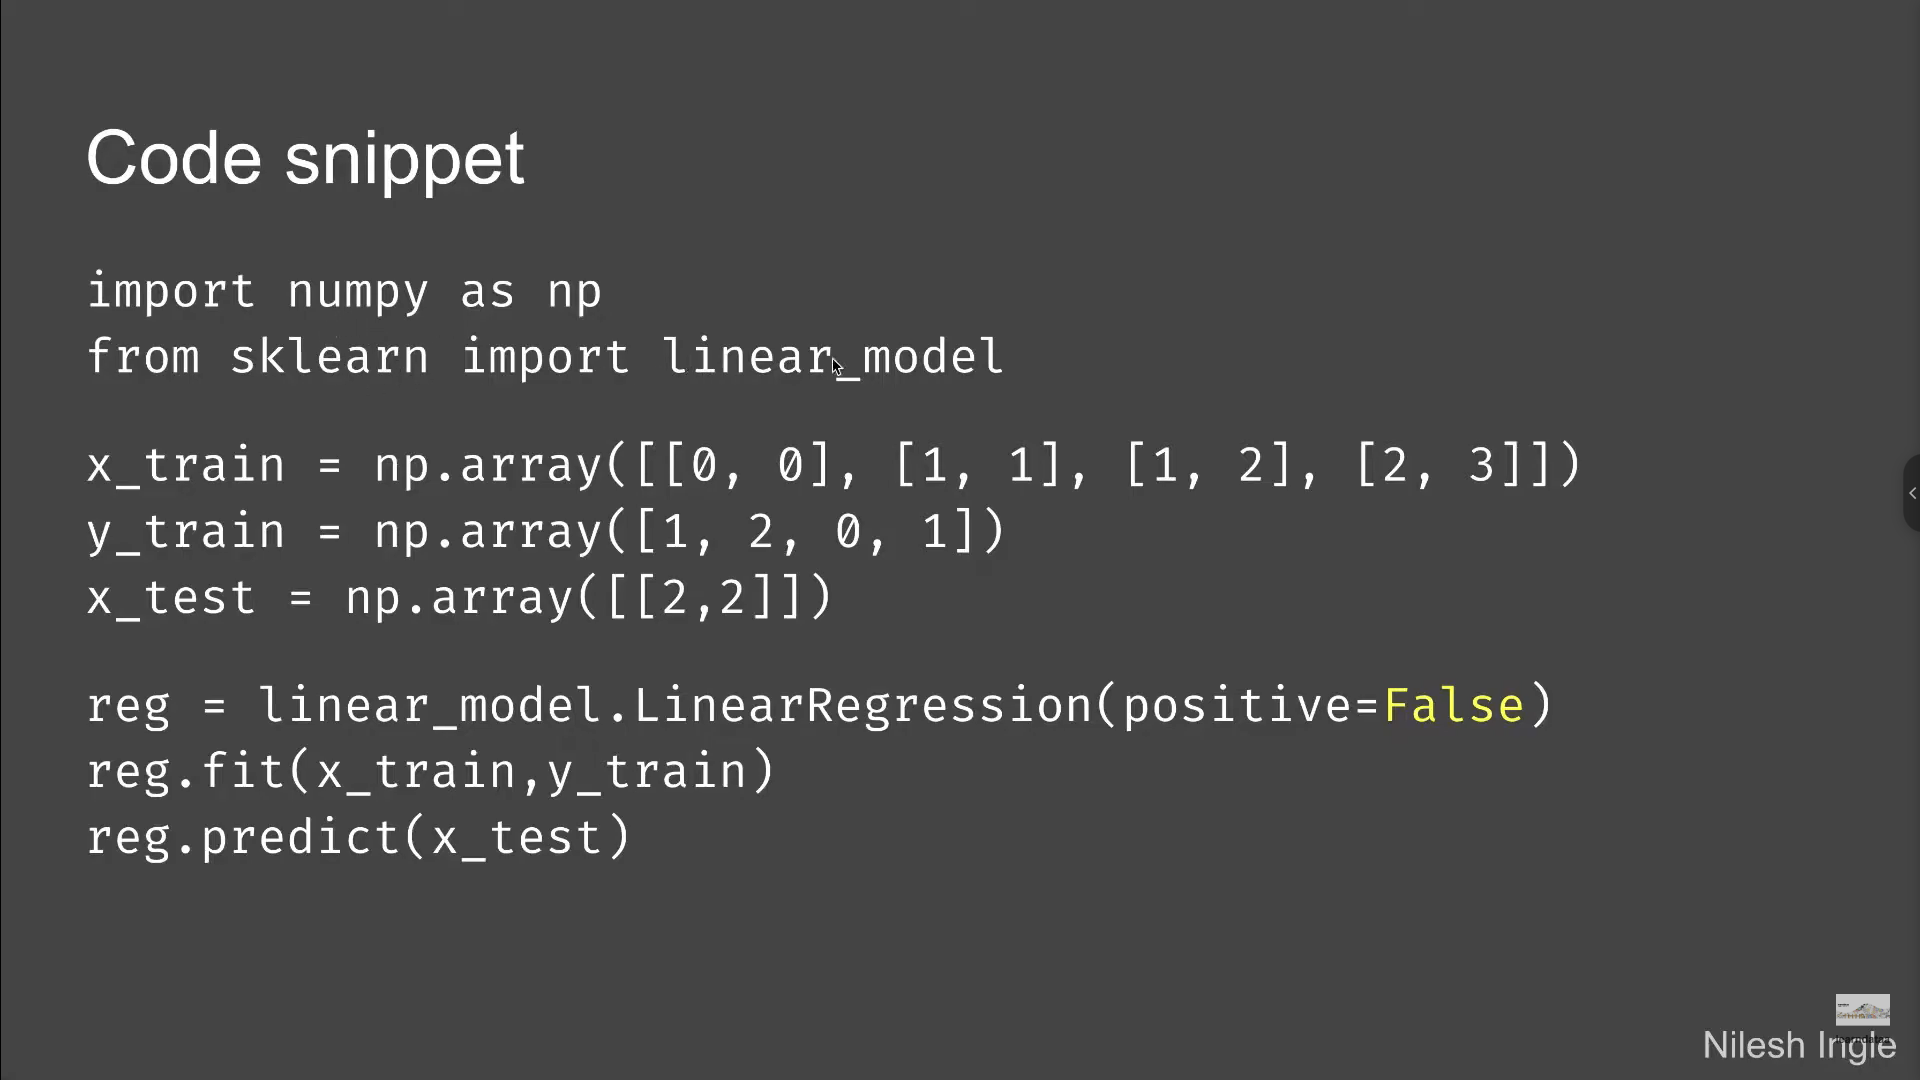 Code snippet
import numpy as np
from sklearn import linear_model
x_train = np.array([[0, 0], [1, 1], [1, 2], [2, 3]])
y_train = np.array([1, 2, 0, 1])
x_test = np.array([[2,2]])
reg = linear_model.LinearRegression(positive=False)
reg.fit(x_train,y_train)
reg.predict(x_test)
Nilesh Ingle